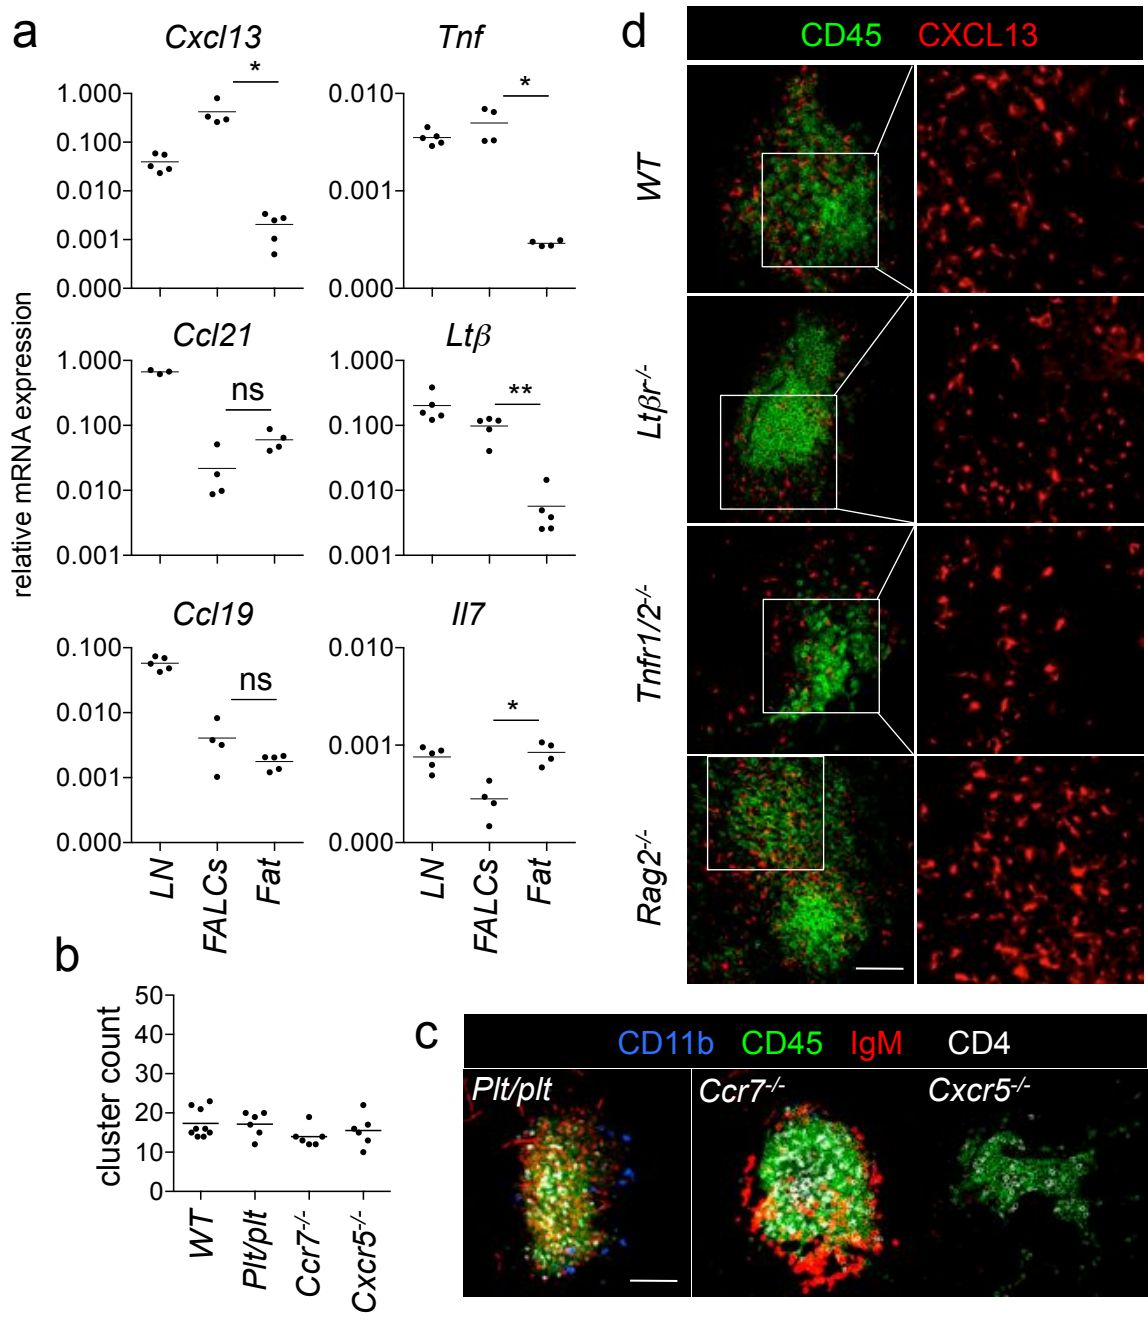 a
relative mRNA expression
Cxcl13
*
1.000
0.100
0.010
0.001
0.000
Tnf
*
0.010
0.001
0.000
Ccl21
ns
1.000
0.100
0.010
0.001
Ltβ
**
1.000
0.100
0.010
0.001
Ccl19
ns
0.100
0.010
0.001
0.000
LN
FALCs
Fat
Il7
*
0.010
0.001
0.000
LN
FALCs
Fat
b
cluster count
50
40
30
20
10
0
WT
Plt/plt
Ccr7-/-
Cxcr5-/-
c
CD11b CD45 IgM CD4
Plt/plt
Ccr7-/-
Cxcr5-/-
d
CD45 CXCL13
WT
Ltβr-/-
Tnfr1/2-/-
Rag2-/-